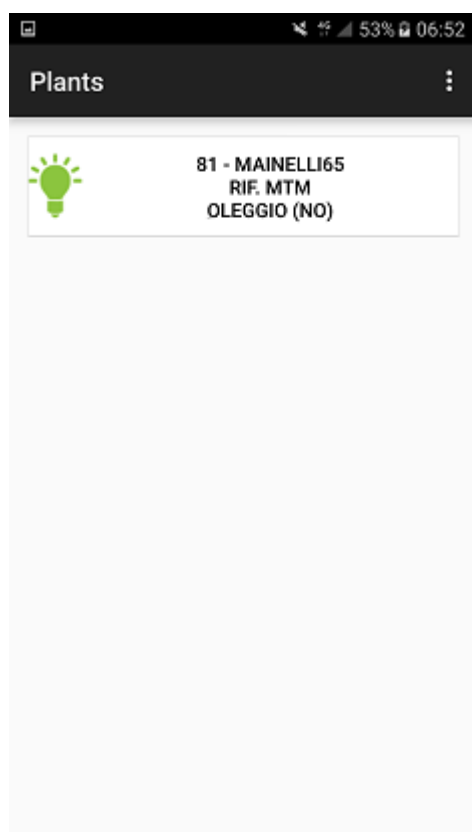 53% 06:52
Plants
81 - MAINELLI65
RIF. MTM
OLEGGIO (NO)